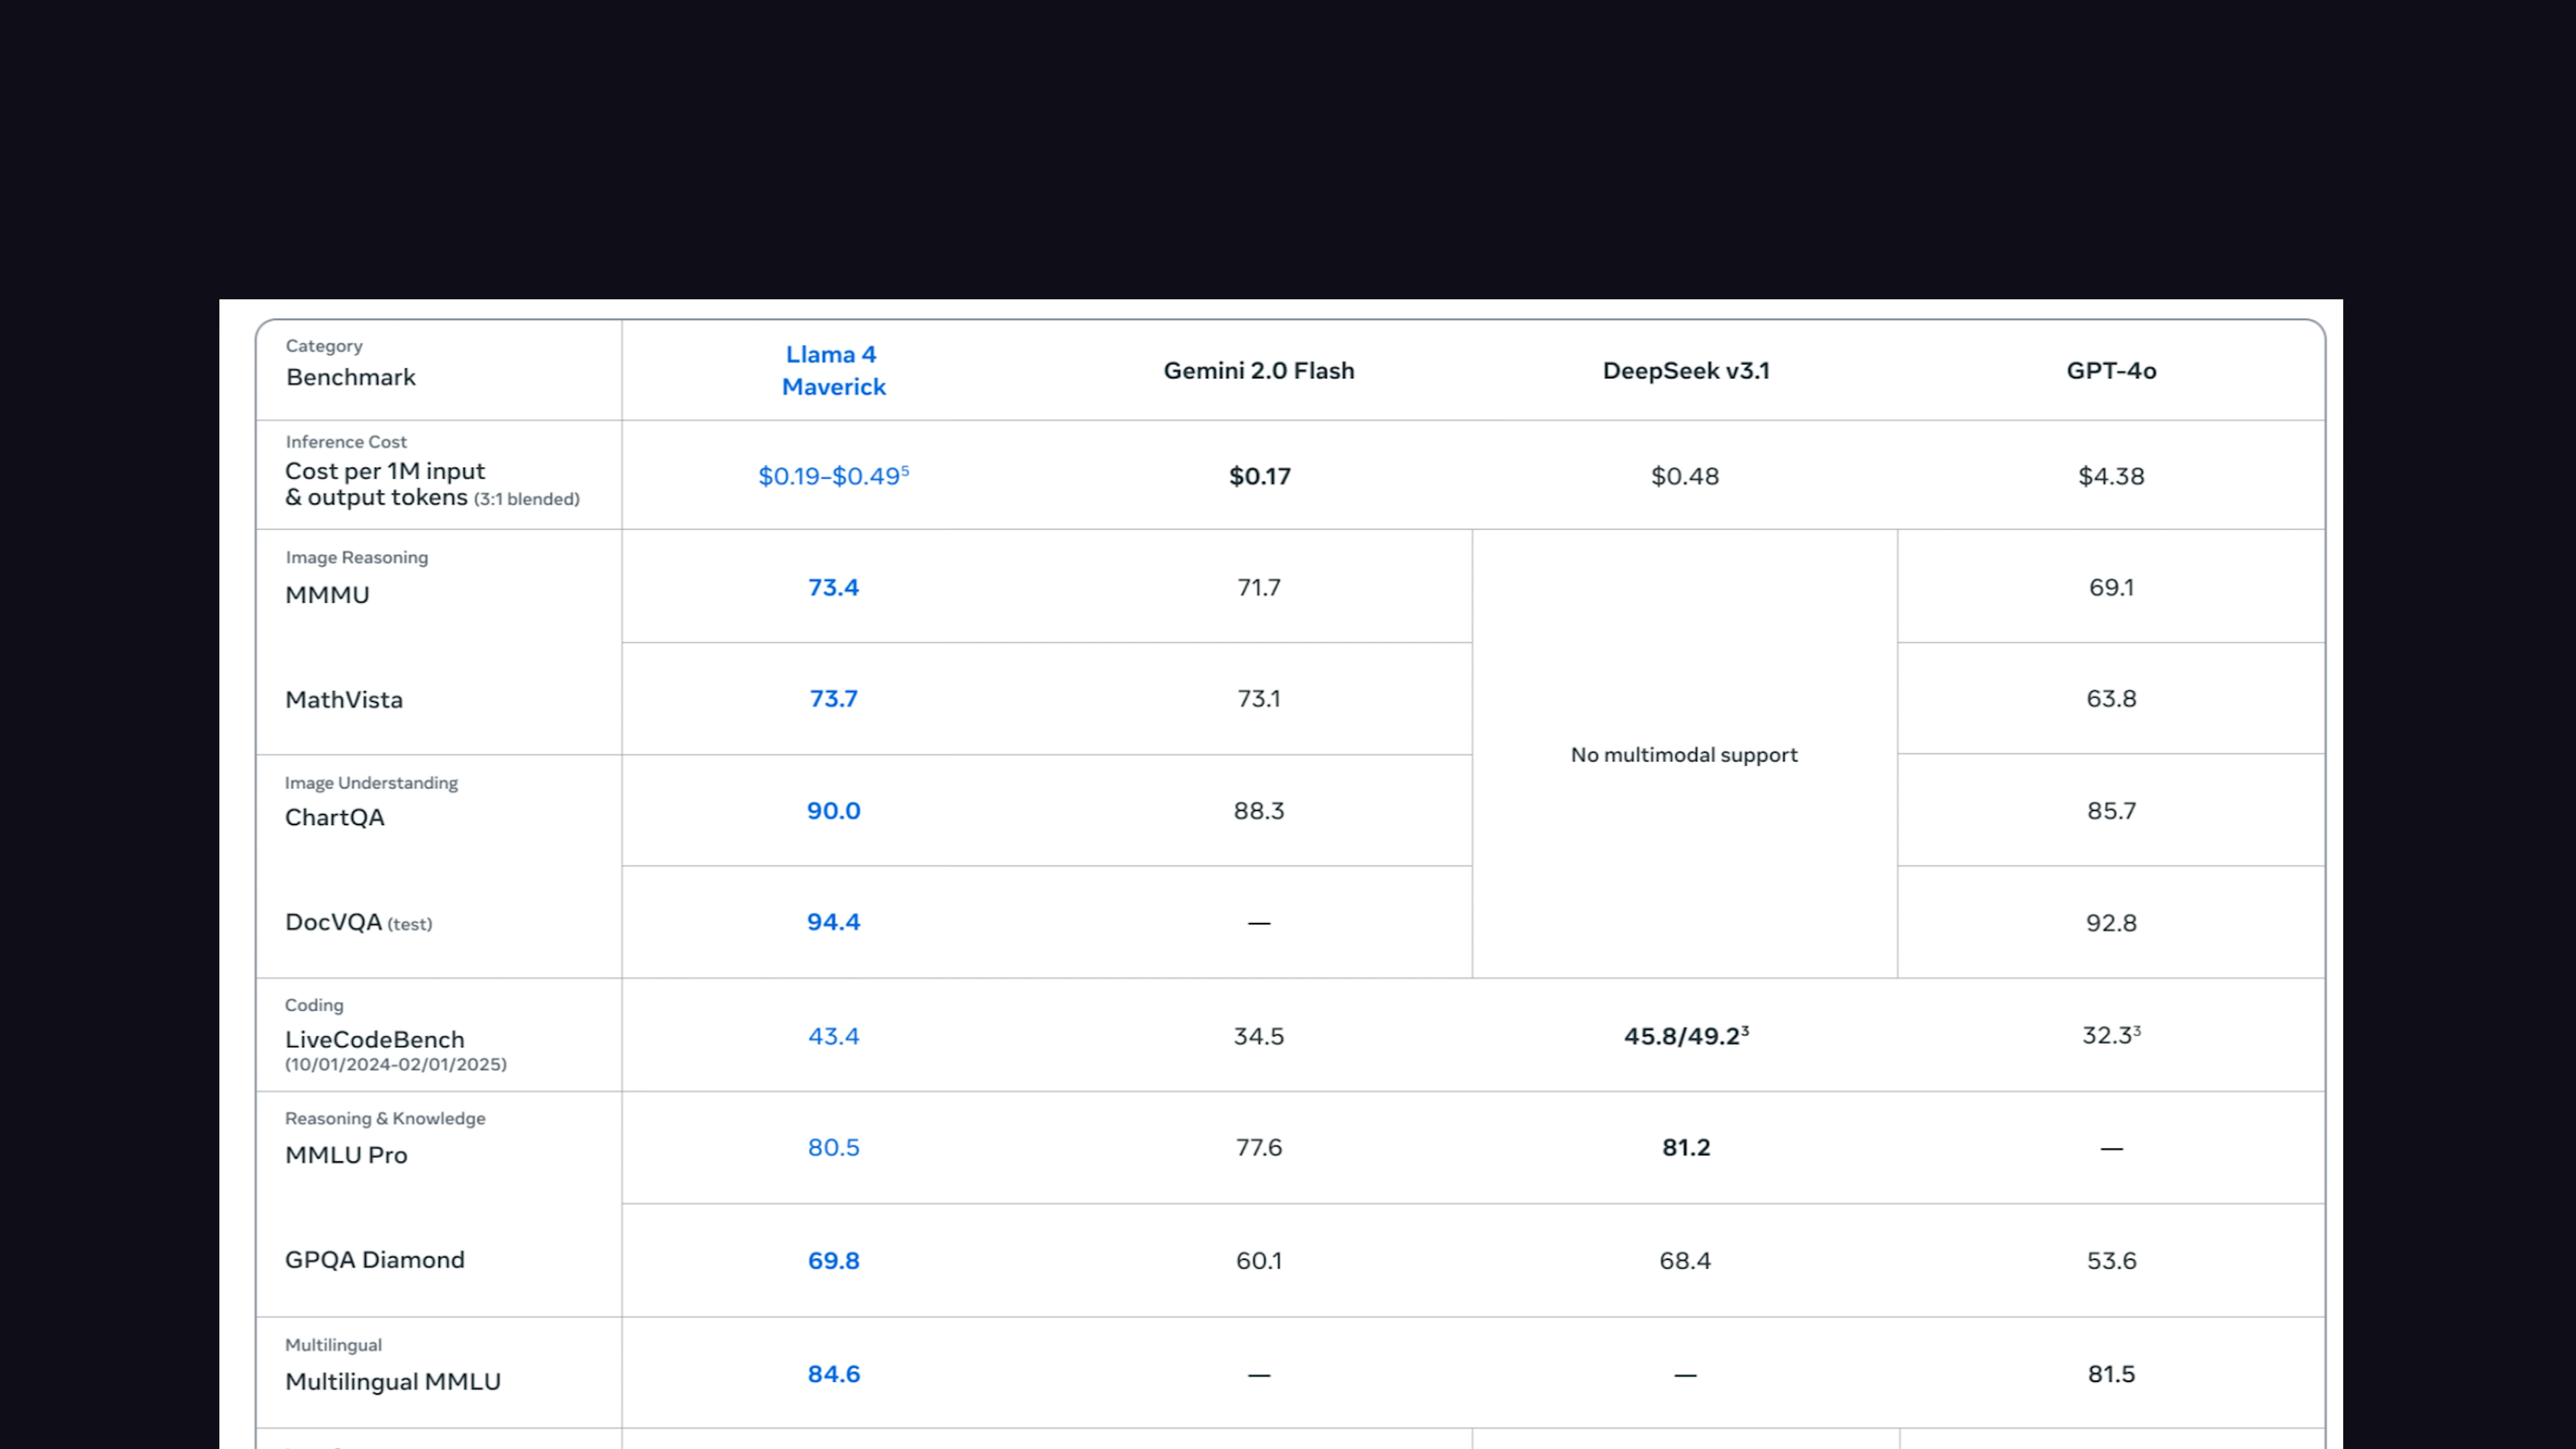 Category
Benchmark
Llama 4
Maverick
Gemini 2.0 Flash
DeepSeek v3.1
GPT-4o
Inference Cost
Cost per 1M input
& output tokens (3:1 blended)
$0.19–$0.49⁵
$0.17
$0.48
$4.38
Image Reasoning
MMMU
73.4
71.7
No multimodal support
69.1
MathVista
73.7
73.1
63.8
Image Understanding
ChartQA
90.0
88.3
85.7
DocVQA (test)
94.4
—
92.8
Coding
LiveCodeBench
(10/01/2024-02/01/2025)
43.4
34.5
45.8/49.2³
32.3³
Reasoning & Knowledge
MMLU Pro
80.5
77.6
81.2
—
GPQA Diamond
69.8
60.1
68.4
53.6
Multilingual
Multilingual MMLU
84.6
—
—
81.5